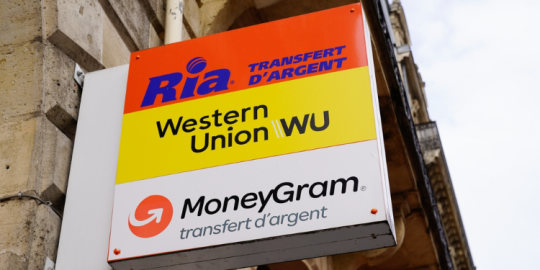 Ria® TRANSFERT
D'ARGENT
Western
Union WU
MoneyGram®
transfert d'argent